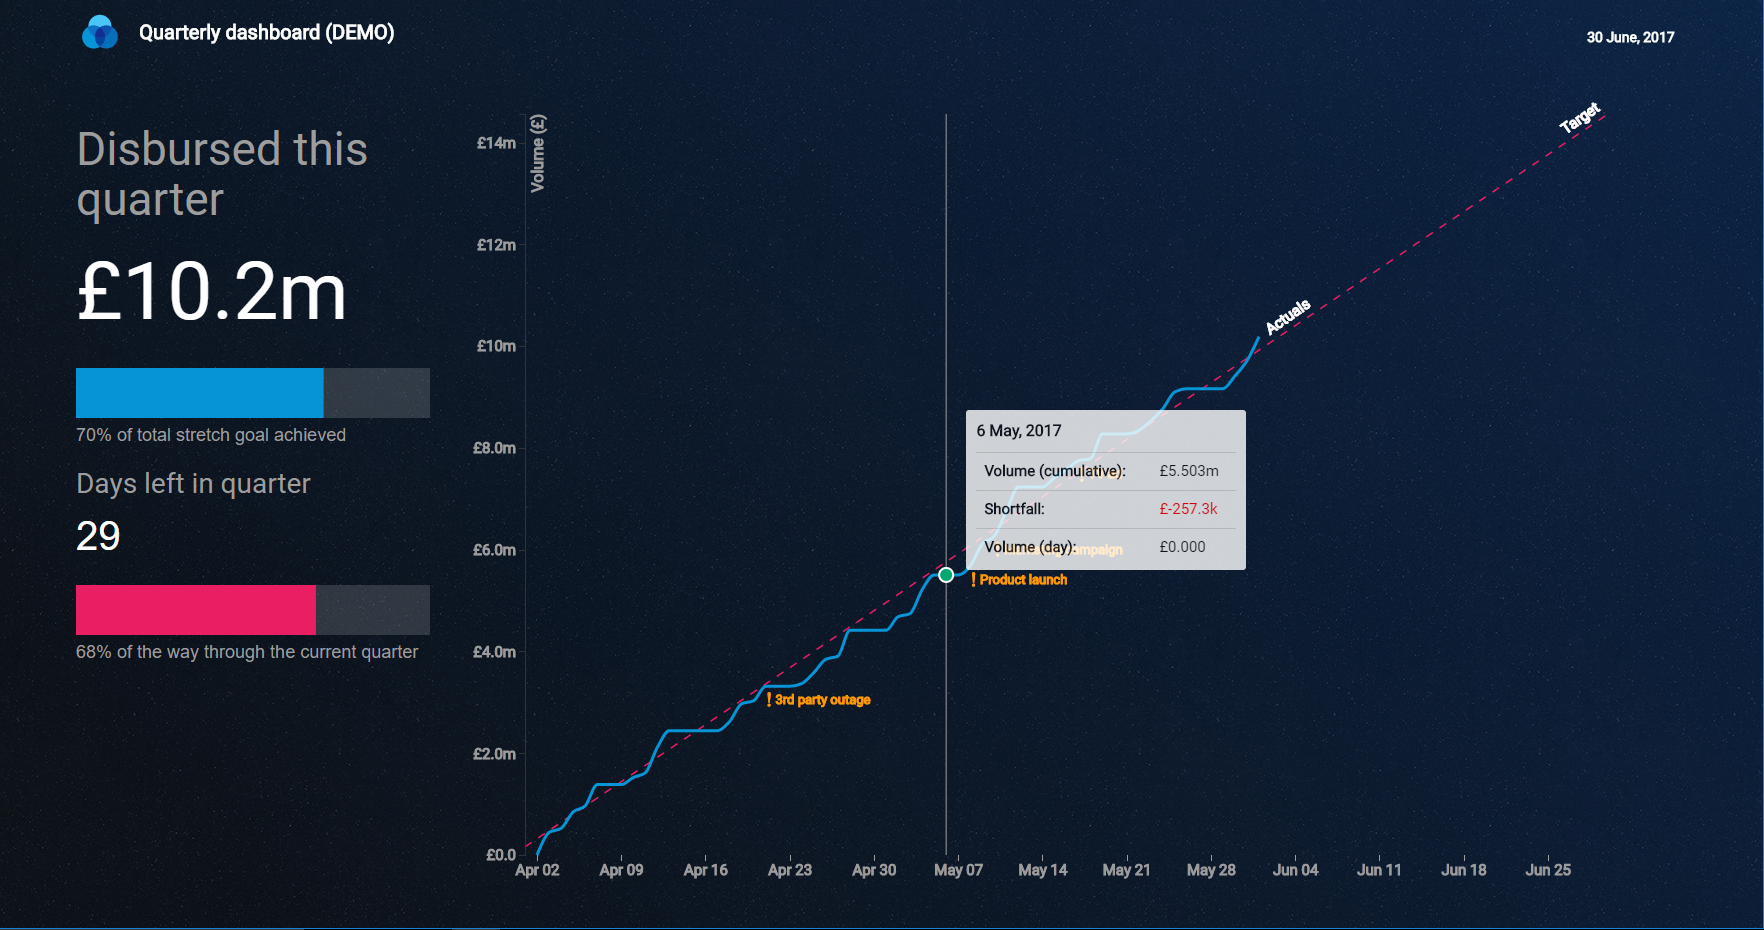 Quarterly dashboard (DEMO)
30 June, 2017
Disbursed this
quarter
£10.2m
70% of total stretch goal achieved
Days left in quarter
29
68% of the way through the current quarter
Volume (£)
£14m
£12m
£10m
£8.0m
£6.0m
£4.0m
£2.0m
£0.0
Target
Actuals
6 May, 2017
Volume (cumulative): £5.503m
Shortfall: £-257.3k
Volume (day): £0.000
campaign
! Product launch
! 3rd party outage
Apr 02 Apr 09 Apr 16 Apr 23 Apr 30 May 07 May 14 May 21 May 28 Jun 04 Jun 11 Jun 18 Jun 25